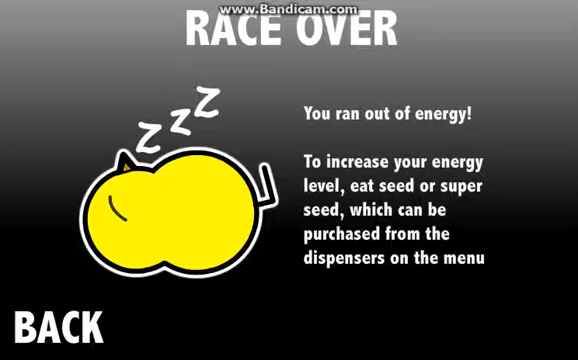 www.Bandicam.com
RACE OVER
Z Z Z
You ran out of energy!
To increase your energy
level, eat seed or super
seed, which can be
purchased from the
dispensers on the menu
BACK